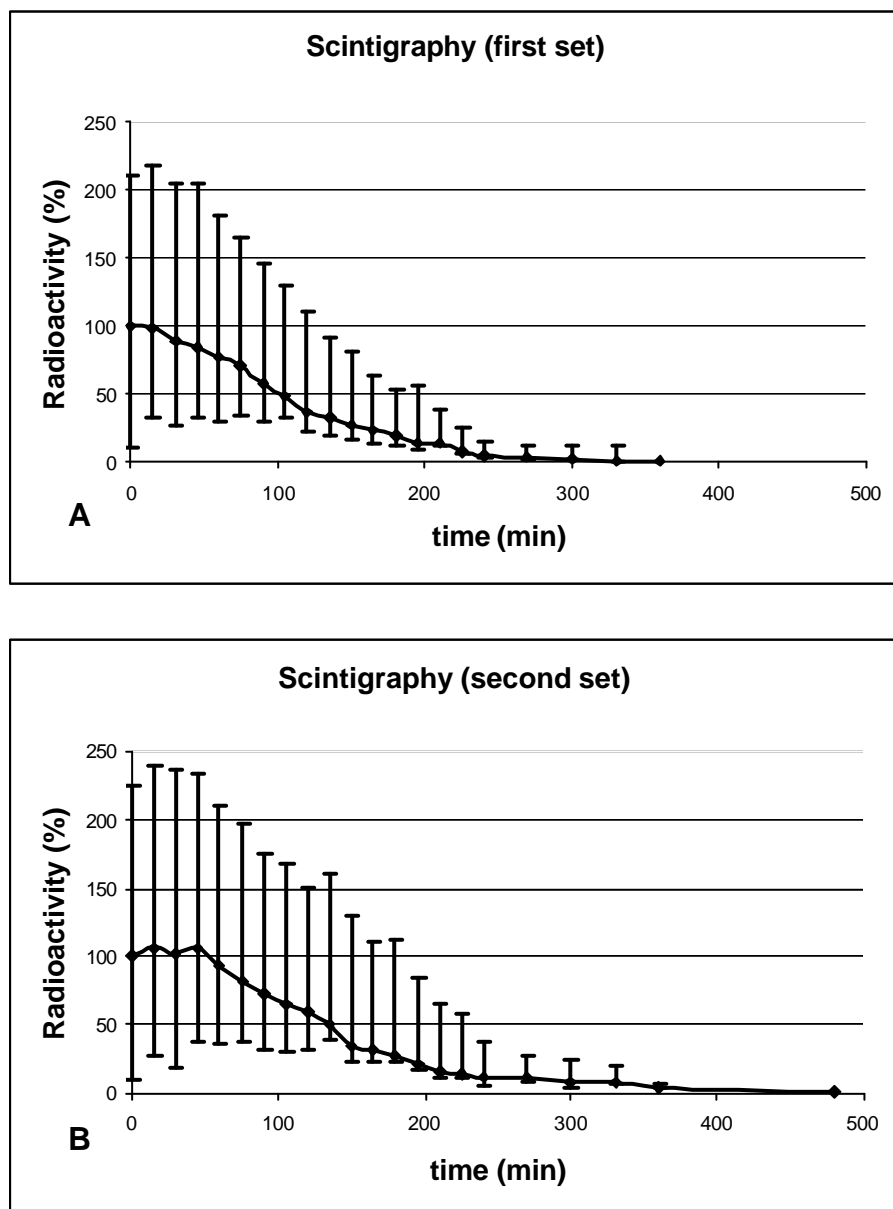 Scintigraphy (first set)
250
200
150
100
50
0
Radioactivity (%)
0 100 200 300 400 500
A
time (min)
Scintigraphy (second set)
250
200
150
100
50
0
Radioactivity (%)
0 100 200 300 400 500
B
time (min)